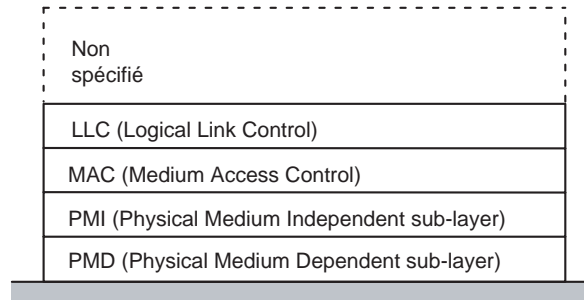 Non
spécifié
LLC (Logical Link Control)
MAC (Medium Access Control)
PMI (Physical Medium Independent sub-layer)
PMD (Physical Medium Dependent sub-layer)